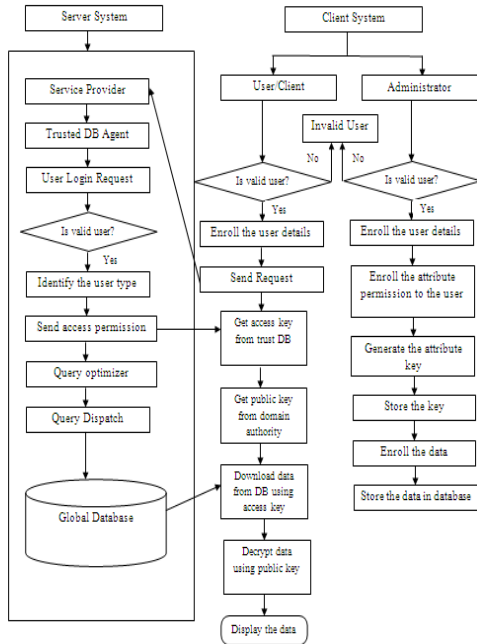 Server System
Service Provider
Trusted DB Agent
User Login Request
Is valid user?
Yes
Identify the user type
Send access permission
Query optimizer
Query Dispatch
Global Database
Client System
User/Client
Administrator
Invalid User
No
No
Is valid user?
Yes
Enroll the user details
Send Request
Get access key
from trust DB
Get public key
from domain
authority
Download data
from DB using
access key
Decrypt data
using public key
Display the data
Is valid user?
Yes
Enroll the user details
Enroll the attribute
permission to the user
Generate the attribute
key
Store the key
Enroll the data
Store the data in database